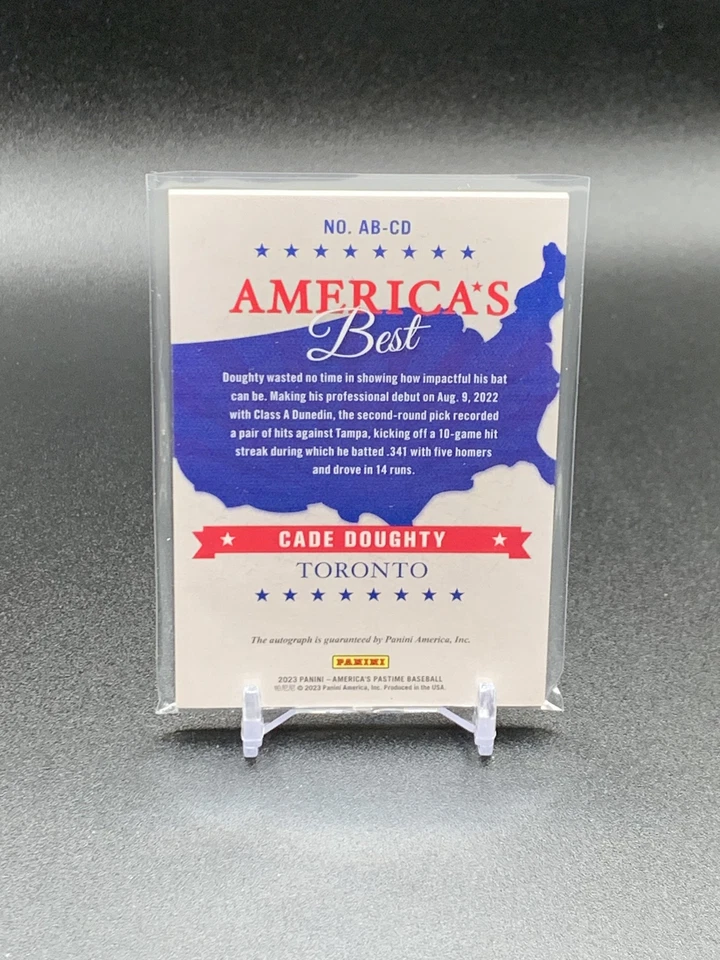 NO. AB-CD
AMERICA'S
Best
Doughty wasted no time in showing how impactful his bat
can be. Making his professional debut on Aug. 9, 2022
with Class A Dunedin, the second-round pick recorded
a pair of hits against Tampa, kicking off a 10-game hit
streak during which he batted .341 with five homers
and drove in 14 runs.
CADE DOUGHTY
TORONTO
The autograph is guaranteed by Panini America, Inc.
PANINI
2023 PANINI – AMERICA'S PASTIME BASEBALL
© 2023 Panini America, Inc. Produced in the USA.